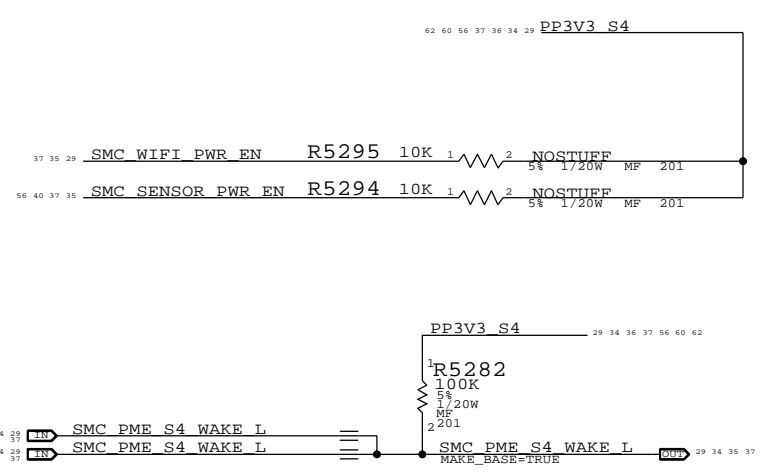 62 60 56 37 36 34 29 PP3V3_S4
37 35 29 SMC_WIFI_PWR_EN R5295 10K 1 2 NOSTUFF
5% 1/20W MF 201
56 40 37 35 SMC_SENSOR_PWR_EN R5294 10K 1 2 NOSTUFF
5% 1/20W MF 201
PP3V3_S4 29 34 36 37 56 60 62
1
R5282
100K
5%
1/20W
MF
2 201
4 29
37 IN SMC_PME_S4_WAKE_L
4 29
37 IN SMC_PME_S4_WAKE_L
SMC_PME_S4_WAKE_L OUT 29 34 35 37
MAKE_BASE=TRUE